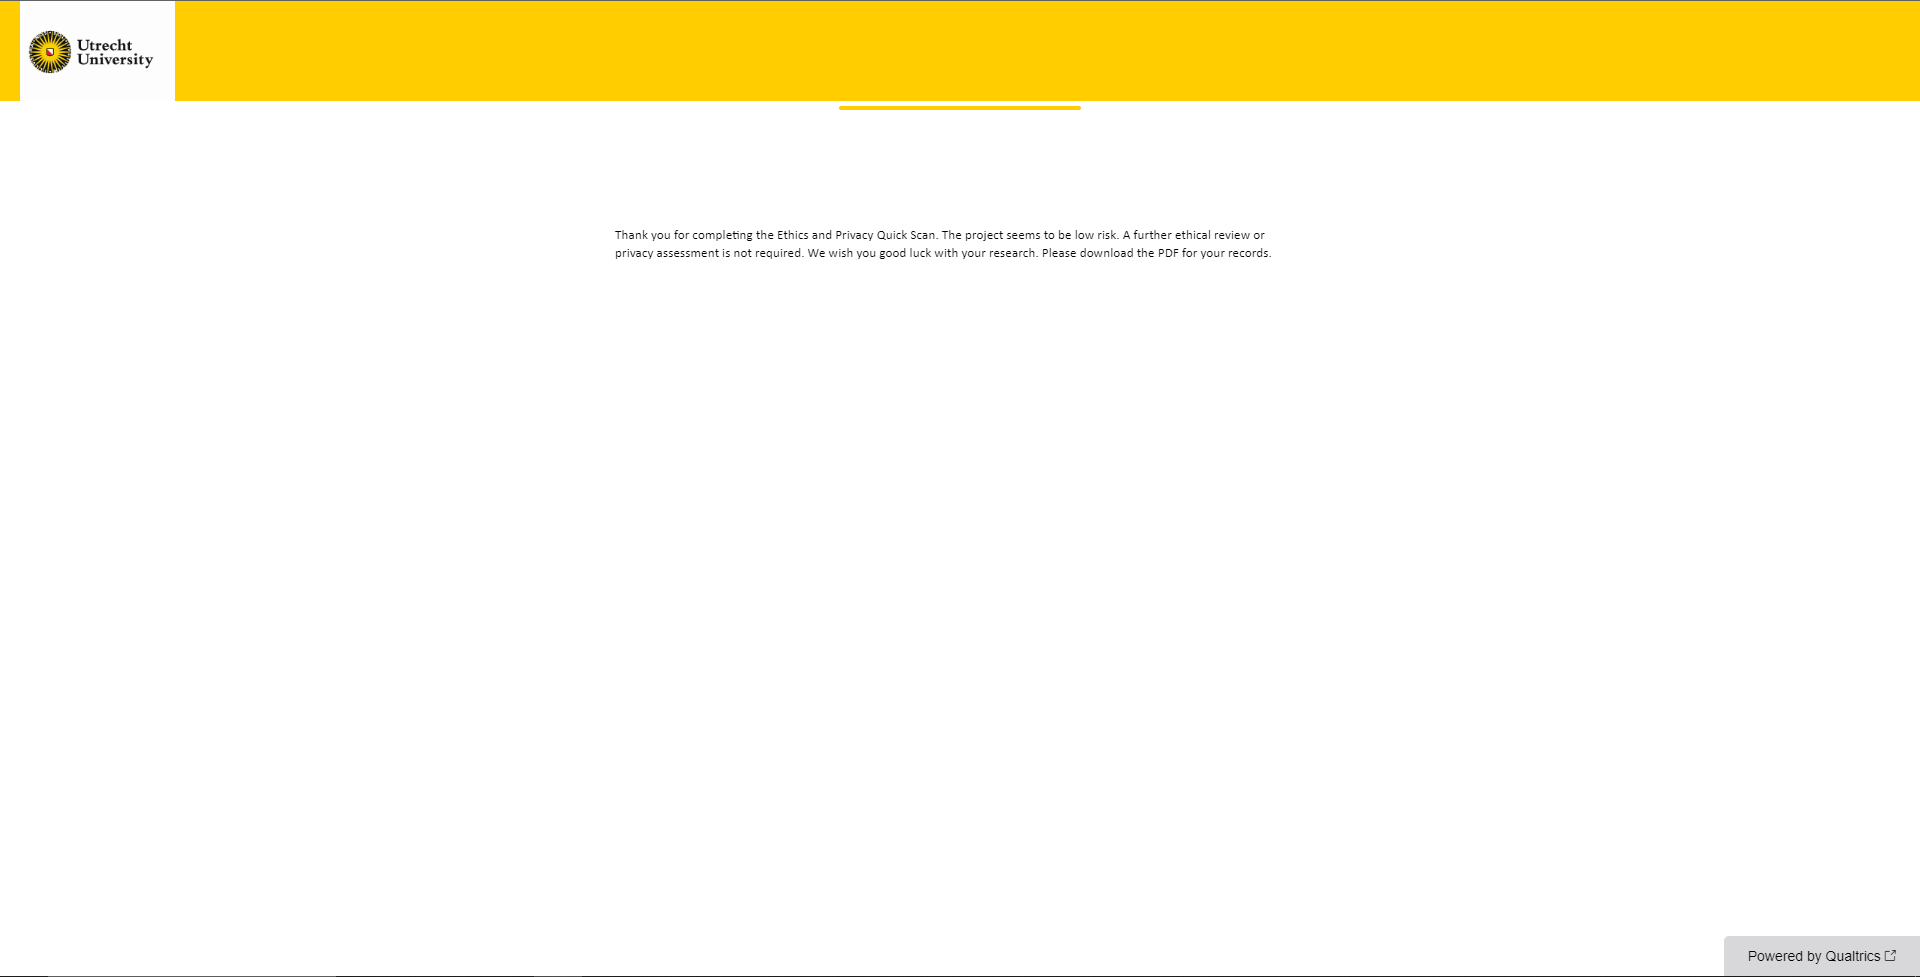 Utrecht
University
Thank you for completing the Ethics and Privacy Quick Scan. The project seems to be low risk. A further ethical review or
privacy assessment is not required. We wish you good luck with your research. Please download the PDF for your records.
Powered by Qualtrics